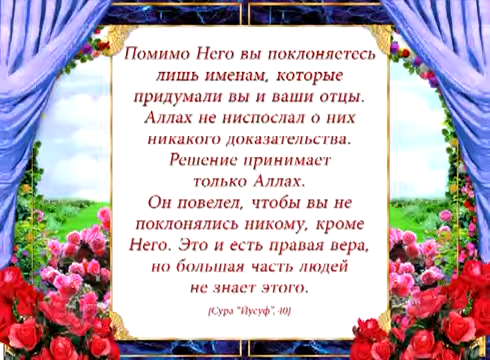 Помимо Него вы поклоняетесь
лишь именам, которые
придумали вы и ваши отцы.
Аллах не ниспослал о них
никакого доказательства.
Решение принимает
только Аллах.
Он повелел, чтобы вы не
поклонялись никому, кроме
Него. Это и есть правая вера,
но большая часть людей
не знает этого.
[Сура "Йусуф", 40]